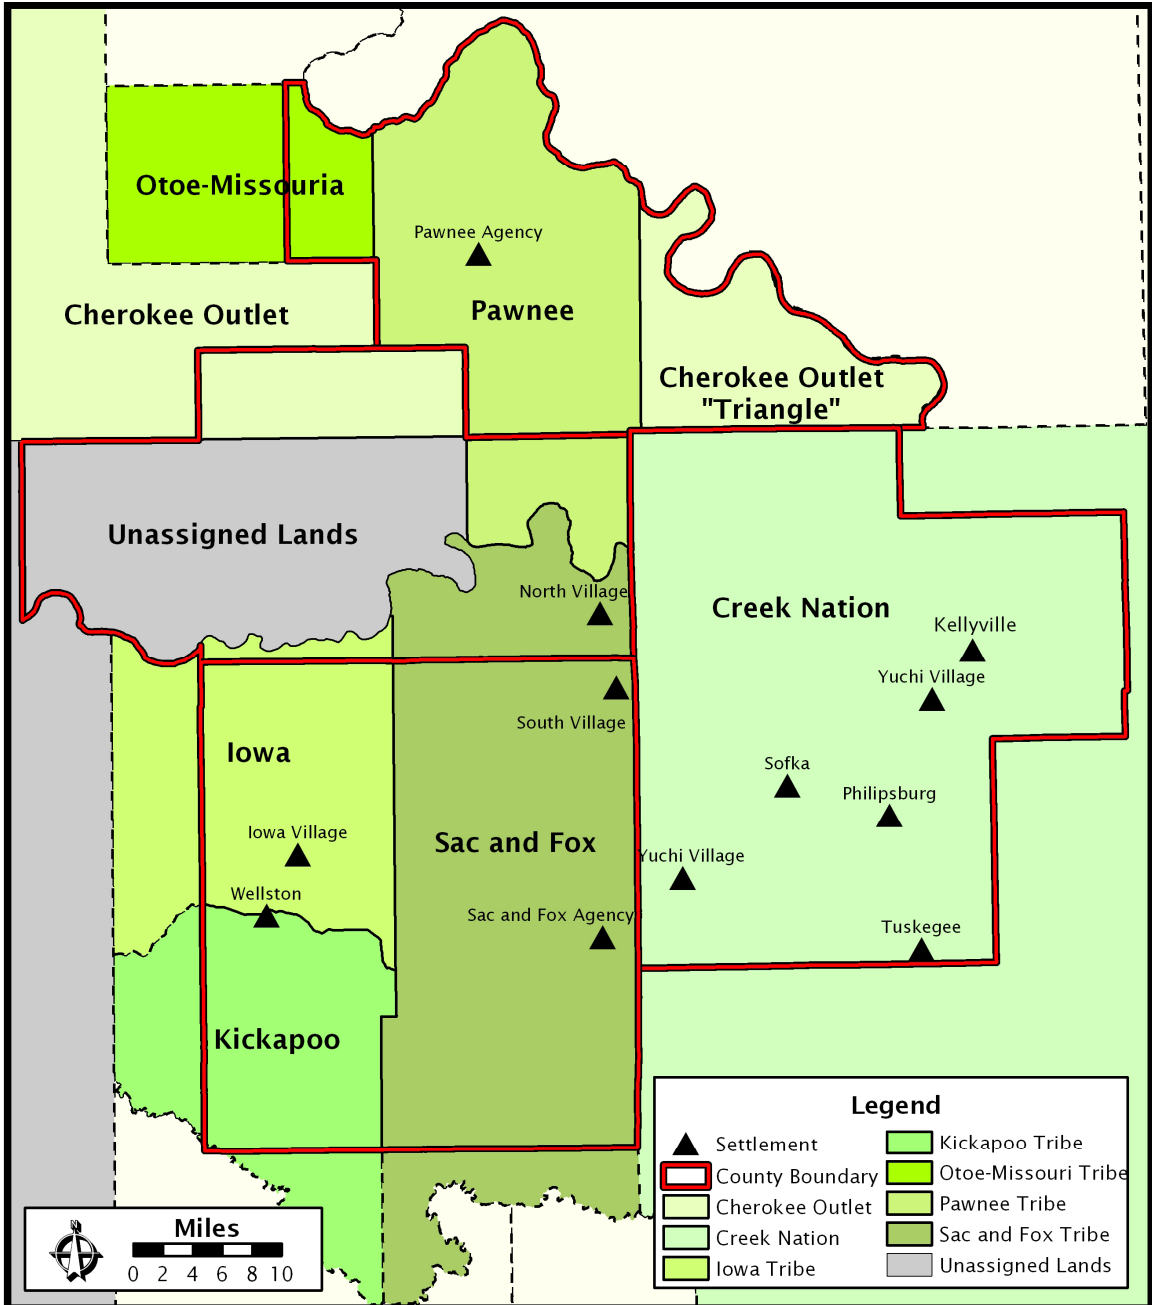 Otoe-Missouria
Pawnee Agency
Cherokee Outlet
Pawnee
Cherokee Outlet
"Triangle"
Unassigned Lands
North Village
Creek Nation
Kellyville
Yuchi Village
South Village
Iowa
Sofka
Philipsburg
Iowa Village
Sac and Fox
Yuchi Village
Wellston
Sac and Fox Agency
Tuskegee
Kickapoo
Legend
Settlement
County Boundary
Cherokee Outlet
Creek Nation
Iowa Tribe
Kickapoo Tribe
Otoe-Missouri Tribe
Pawnee Tribe
Sac and Fox Tribe
Unassigned Lands
Miles
0 2 4 6 8 10